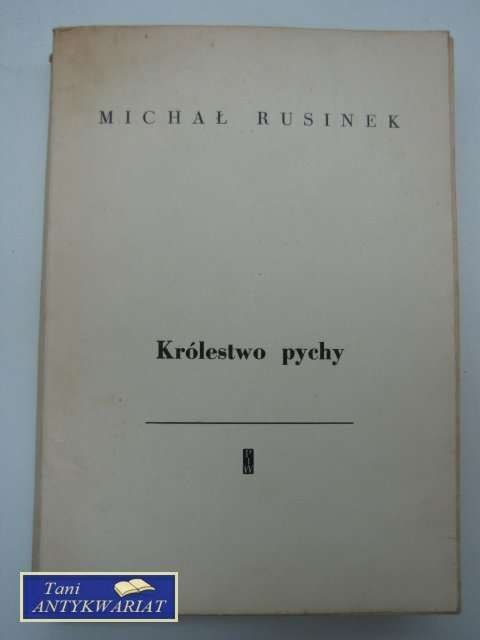 MICHAŁ RUSINEK
Królestwo pychy
PIW
Tani
ANTYKWARIAT